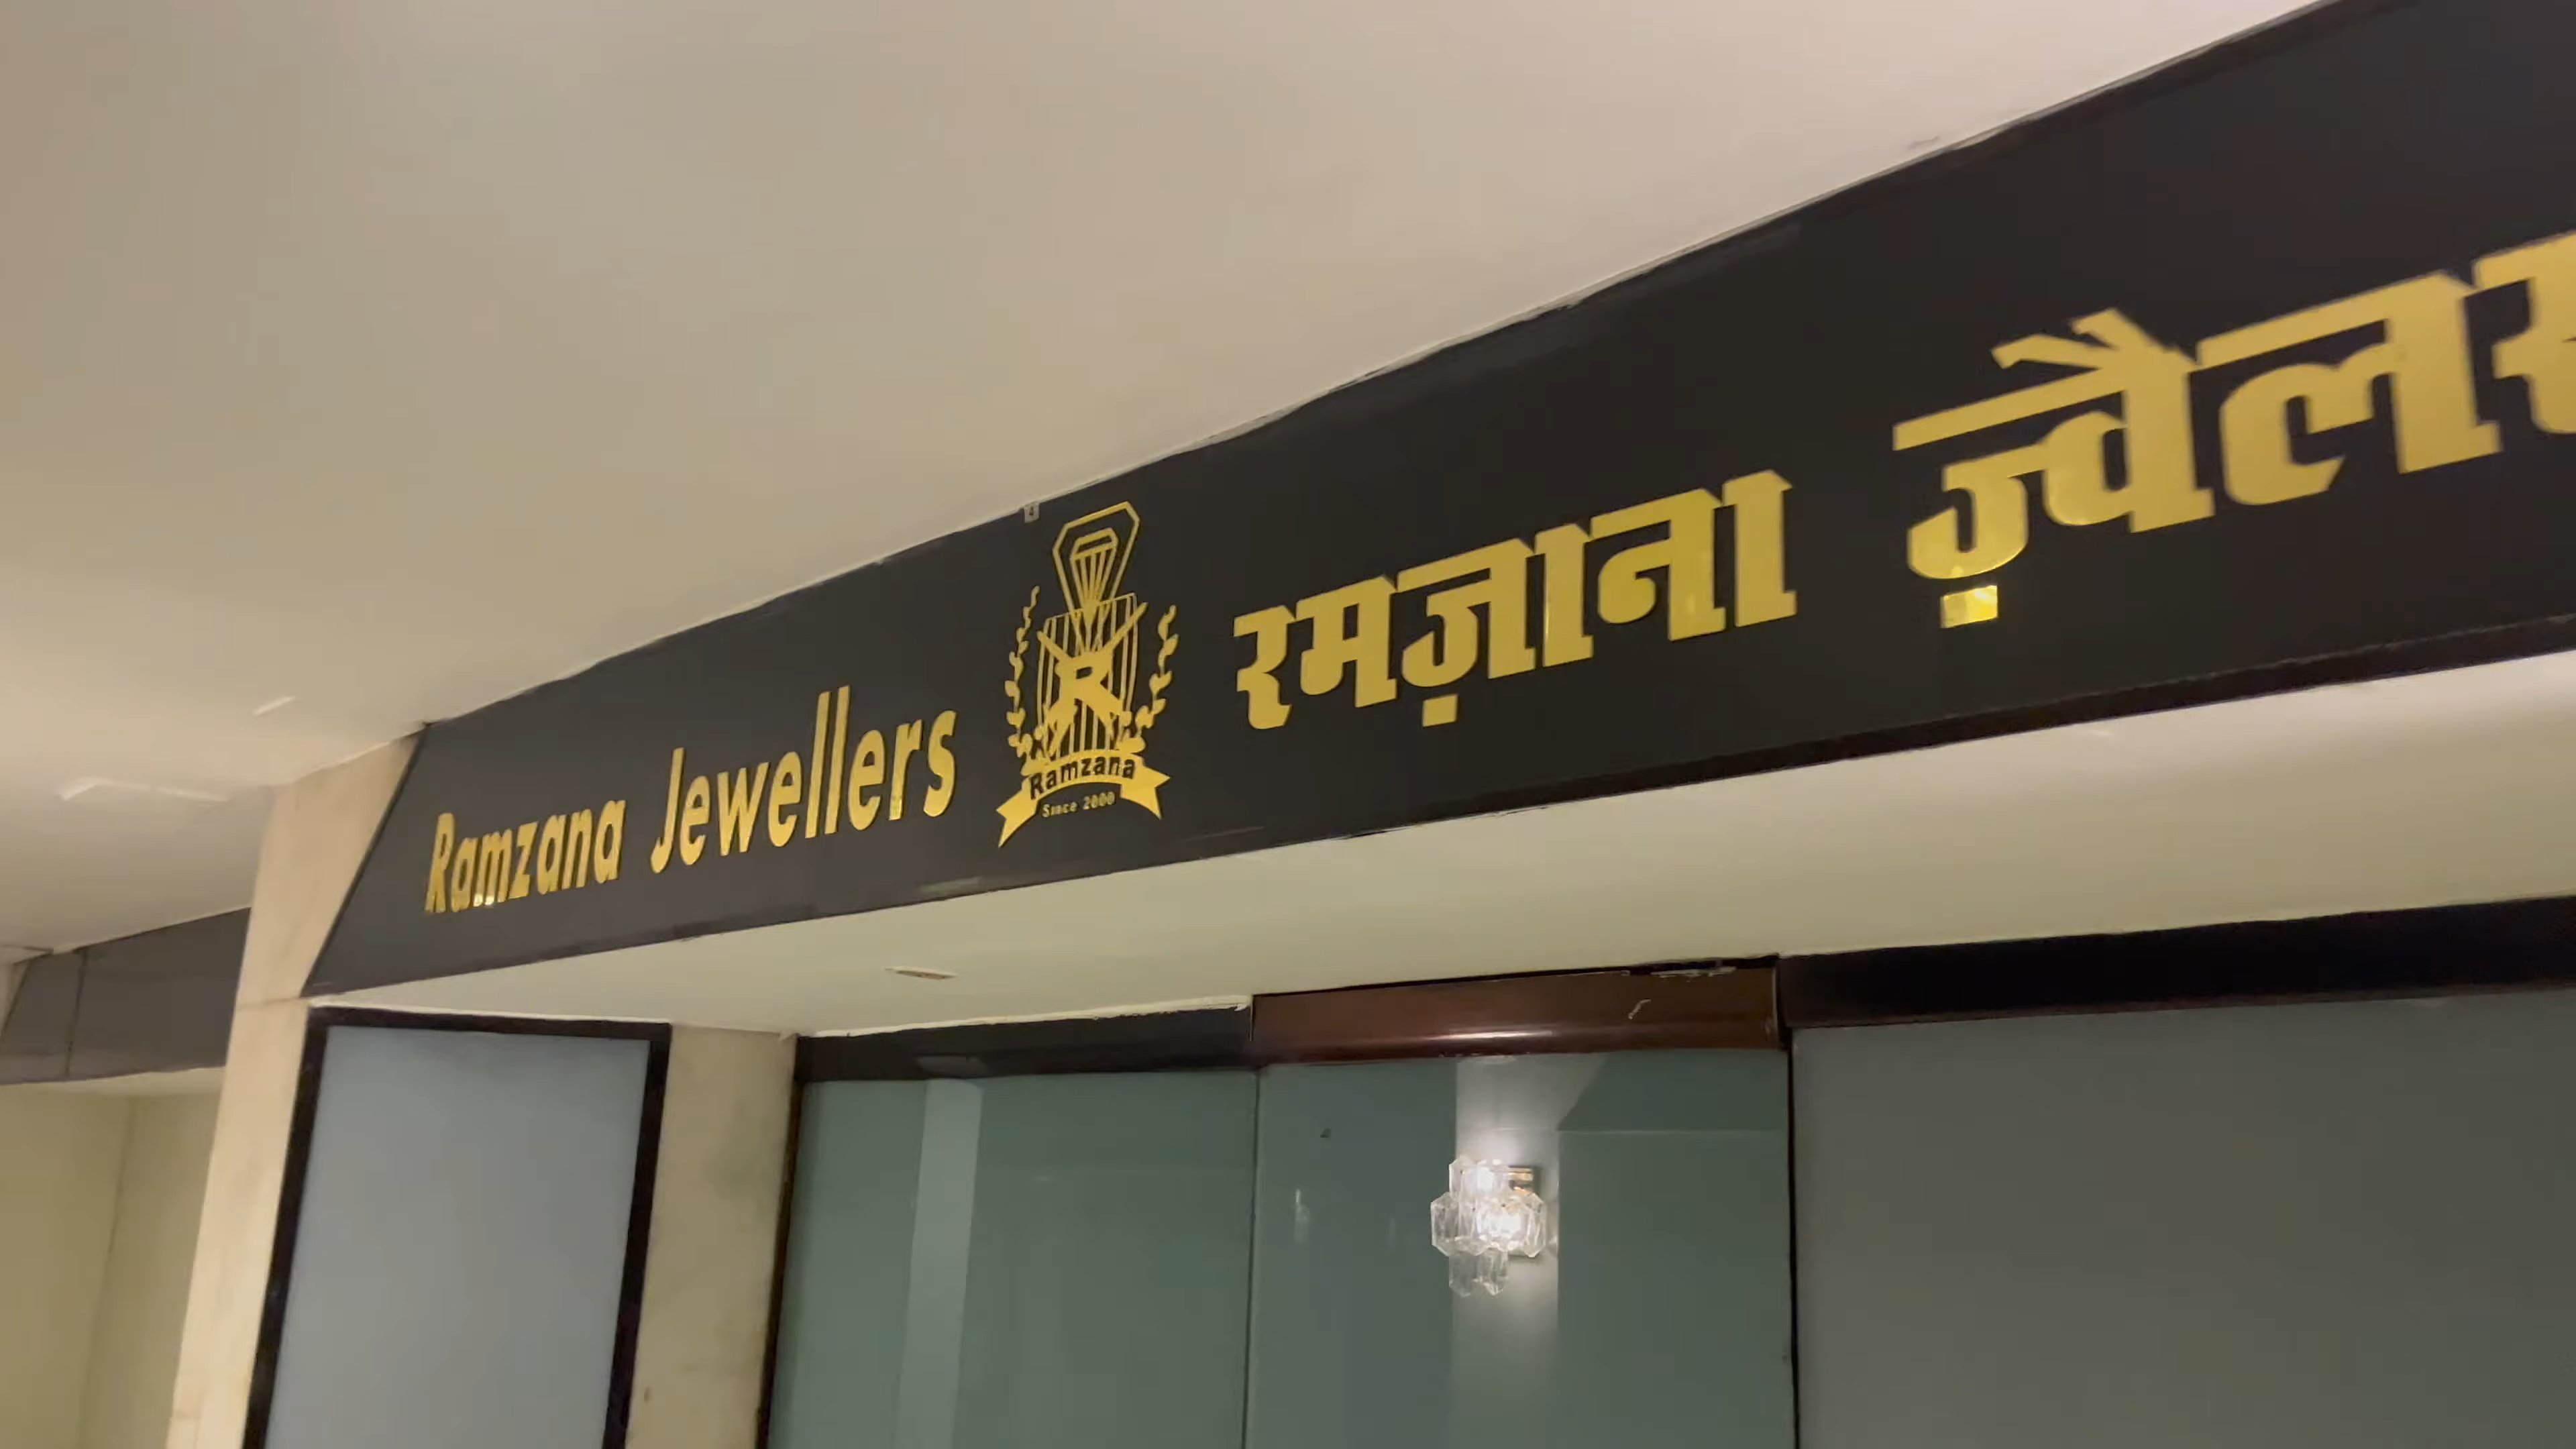 Ramzana Jewellers
R
Ramzana
Since 2000
रमज़ाना